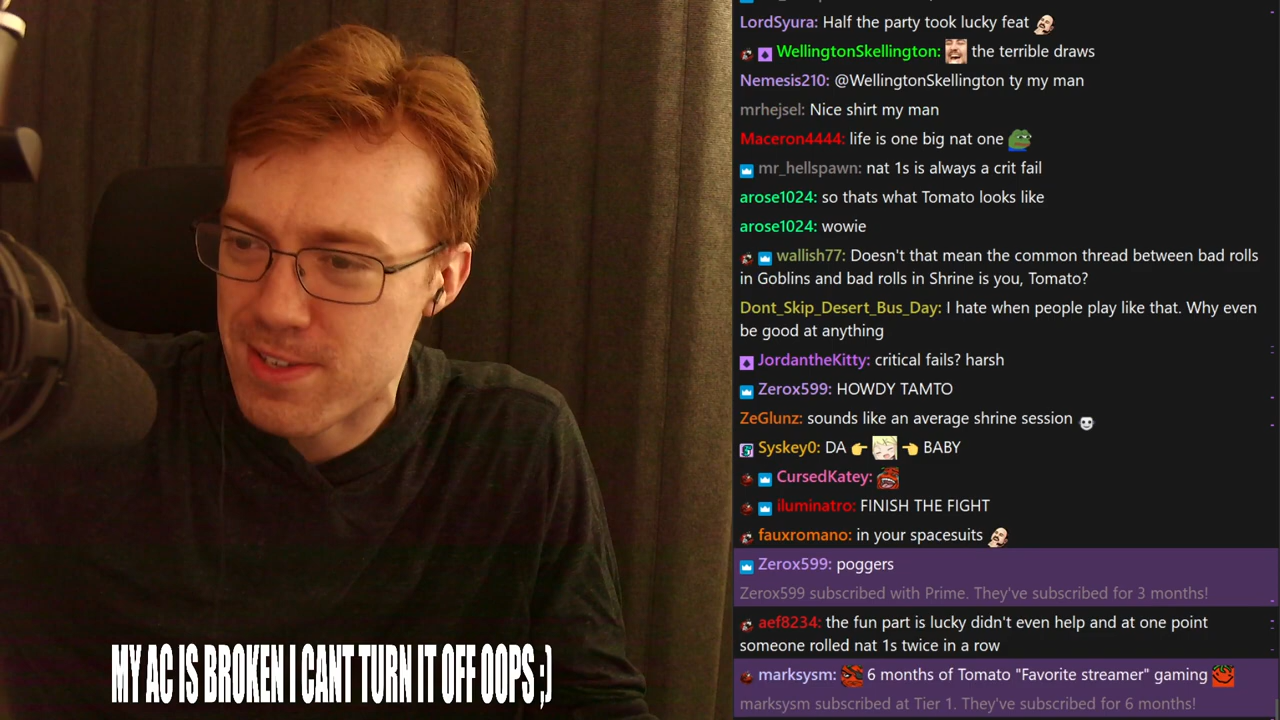 LordSyura: Half the party took lucky feat
WellingtonSkellington: the terrible draws
Nemesis210: @WellingtonSkellington ty my man
mrhejsel: Nice shirt my man
Maceron4444: life is one big nat one
mr_hellspawn: nat 1s is always a crit fail
arose1024: so thats what Tomato looks like
arose1024: wowie
wallish77: Doesn't that mean the common thread between bad rolls
in Goblins and bad rolls in Shrine is you, Tomato?
Dont_Skip_Desert_Bus_Day: I hate when people play like that. Why even
be good at anything
JordantheKitty: critical fails? harsh
Zerox599: HOWDY TAMTO
ZeGlunz: sounds like an average shrine session
Syskey0: DA BABY
CursedKatey:
iluminatro: FINISH THE FIGHT
fauxromano: in your spacesuits
Zerox599: poggers
Zerox599 subscribed with Prime. They've subscribed for 3 months!
aef8234: the fun part is lucky didn't even help and at one point
someone rolled nat 1s twice in a row
marksysm: 6 months of Tomato "Favorite streamer" gaming
marksysm subscribed at Tier 1. They've subscribed for 6 months!
MY AC IS BROKEN I CANT TURN IT OFF OOPS ;)